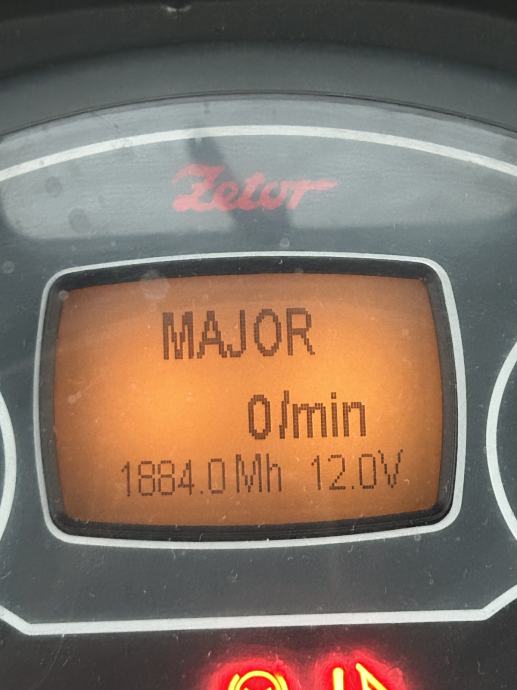 Zetor
MAJOR
0/min
1884.0Mh 12.0V